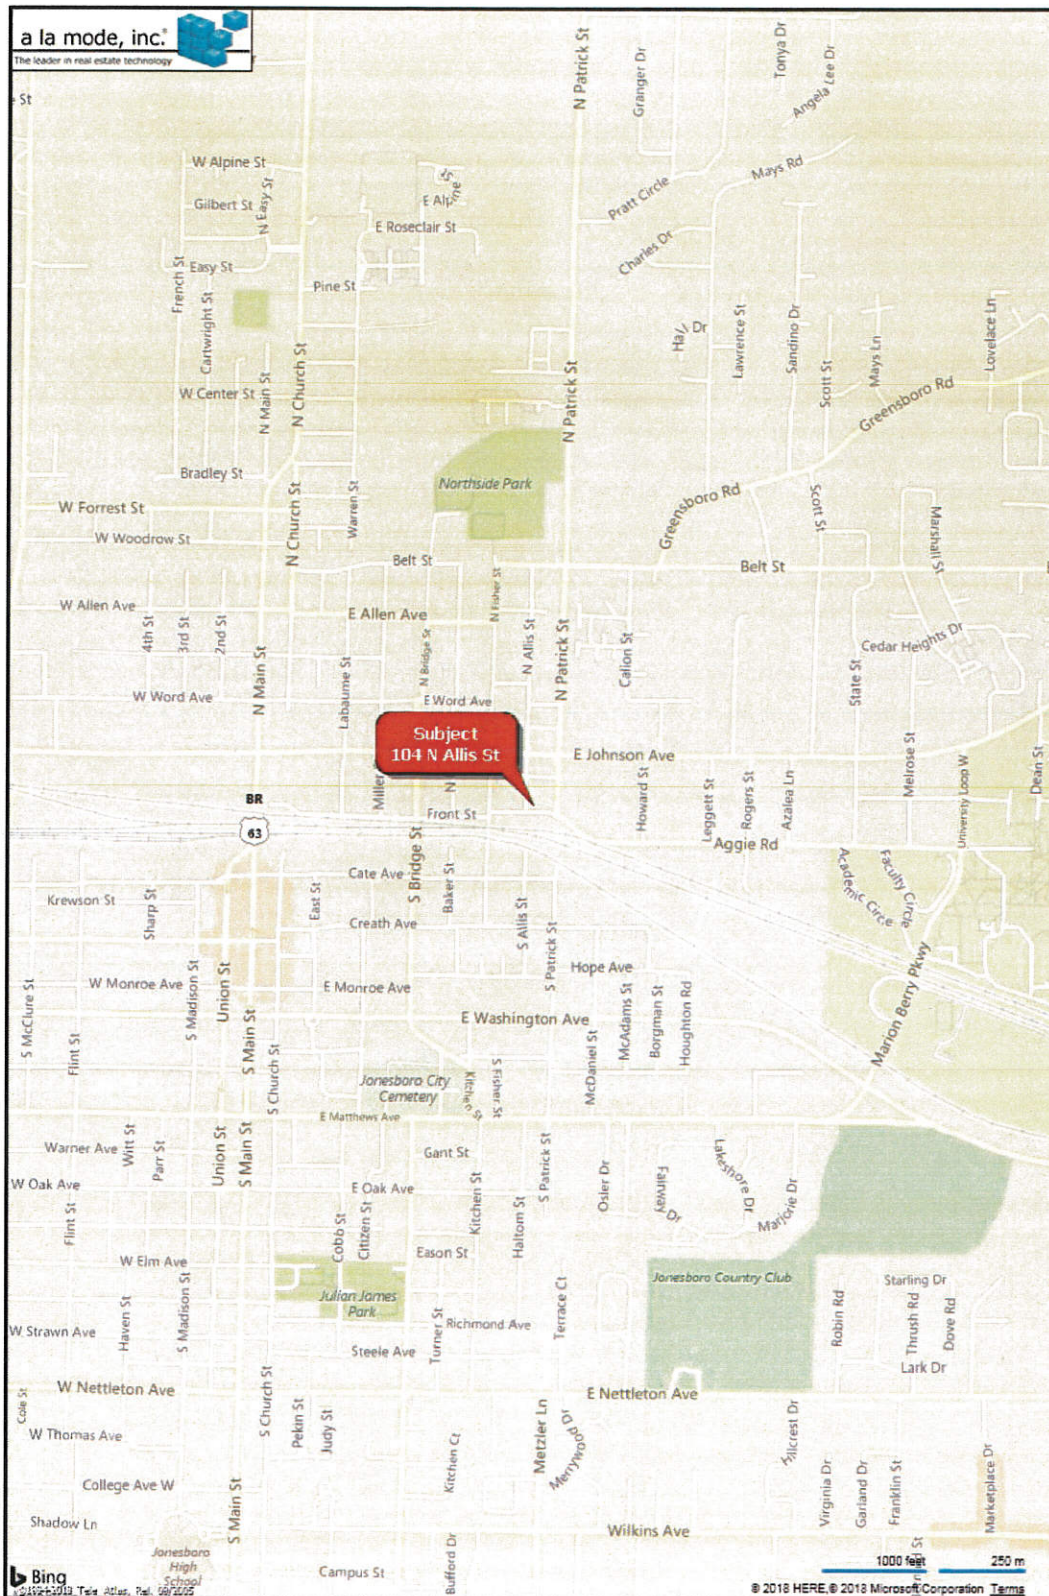 a la mode, inc.®
The leader in real estate technology
St
N Patrick St
Granger Dr
Tonya Dr
Angela Lee Dr
W Alpine St
Gilbert St
N Easy St
E Roseclair St
Pratt Circle
Mays Rd
Charles Dr
French St
Easy St
Cartwright St
Pine St
Hall Dr
Lawrence St
Sandino Dr
Scott St
Mays Ln
Lovelace Ln
W Center St
N Main St
N Church St
N Patrick St
Greensboro Rd
Bradley St
Northside Park
W Forrest St
W Woodrow St
N Church St
Warren St
Greensboro Rd
Scott St
Marshall St
Belt St
Belt St
W Allen Ave
4th St
3rd St
2nd St
E Allen Ave
N Fisher St
N Bridge St
N Allis St
N Patrick St
Calion St
Cedar Heights Dr
State St
W Word Ave
N Main St
Labaume St
E Word Ave
Subject
104 N Allis St
E Johnson Ave
Miller
N
Howard St
Leggett St
Rogers St
Azalea Ln
Melrose St
University Loop W
Dean St
BR
63
Front St
Aggie Rd
S Bridge St
Cate Ave
Baker St
Academic Circle
Faculty Circle
Krewson St
Sharp St
East St
Creath Ave
S Allis St
S Patrick St
Hope Ave
W Monroe Ave
S Madison St
Union St
E Monroe Ave
S McClure St
Flint St
S Main St
S Church St
E Washington Ave
McAdams St
Borgman St
Houghton Rd
Marion Berry Pkwy
McDaniel St
Jonesboro City
Cemetery
Kitchen St
S Fisher St
E Matthews Ave
Warner Ave
Witt St
Parr St
Union St
S Main St
Gant St
S Patrick St
Lakeshore Dr
W Oak Ave
E Oak Ave
Kitchen St
Haltom St
Osler Dr
Fairway Dr
Marjorie Dr
Flint St
Cobb St
Citizen St
W Elm Ave
Eason St
Jonesboro Country Club
Starling Dr
Julian James
Park
Haven St
S Madison St
W Strawn Ave
Turner St
Richmond Ave
Terrace Ct
Robin Rd
Thrush Rd
Dove Rd
Steele Ave
Lark Dr
W Nettleton Ave
E Nettleton Ave
Cole St
S Church St
Pekin St
Judy St
W Thomas Ave
Kitchen Ct
Metzler Ln
Merrywood Dr
Hillcrest Dr
College Ave W
Virginia Dr
Garland Dr
Franklin St
Marketplace Dr
Shadow Ln
S Main St
Wilkins Ave
Jonesboro
High
School
Campus St
Bufford Dr
1000 feet
250 m
Bing
© 2018 HERE, © 2018 Microsoft Corporation Terms